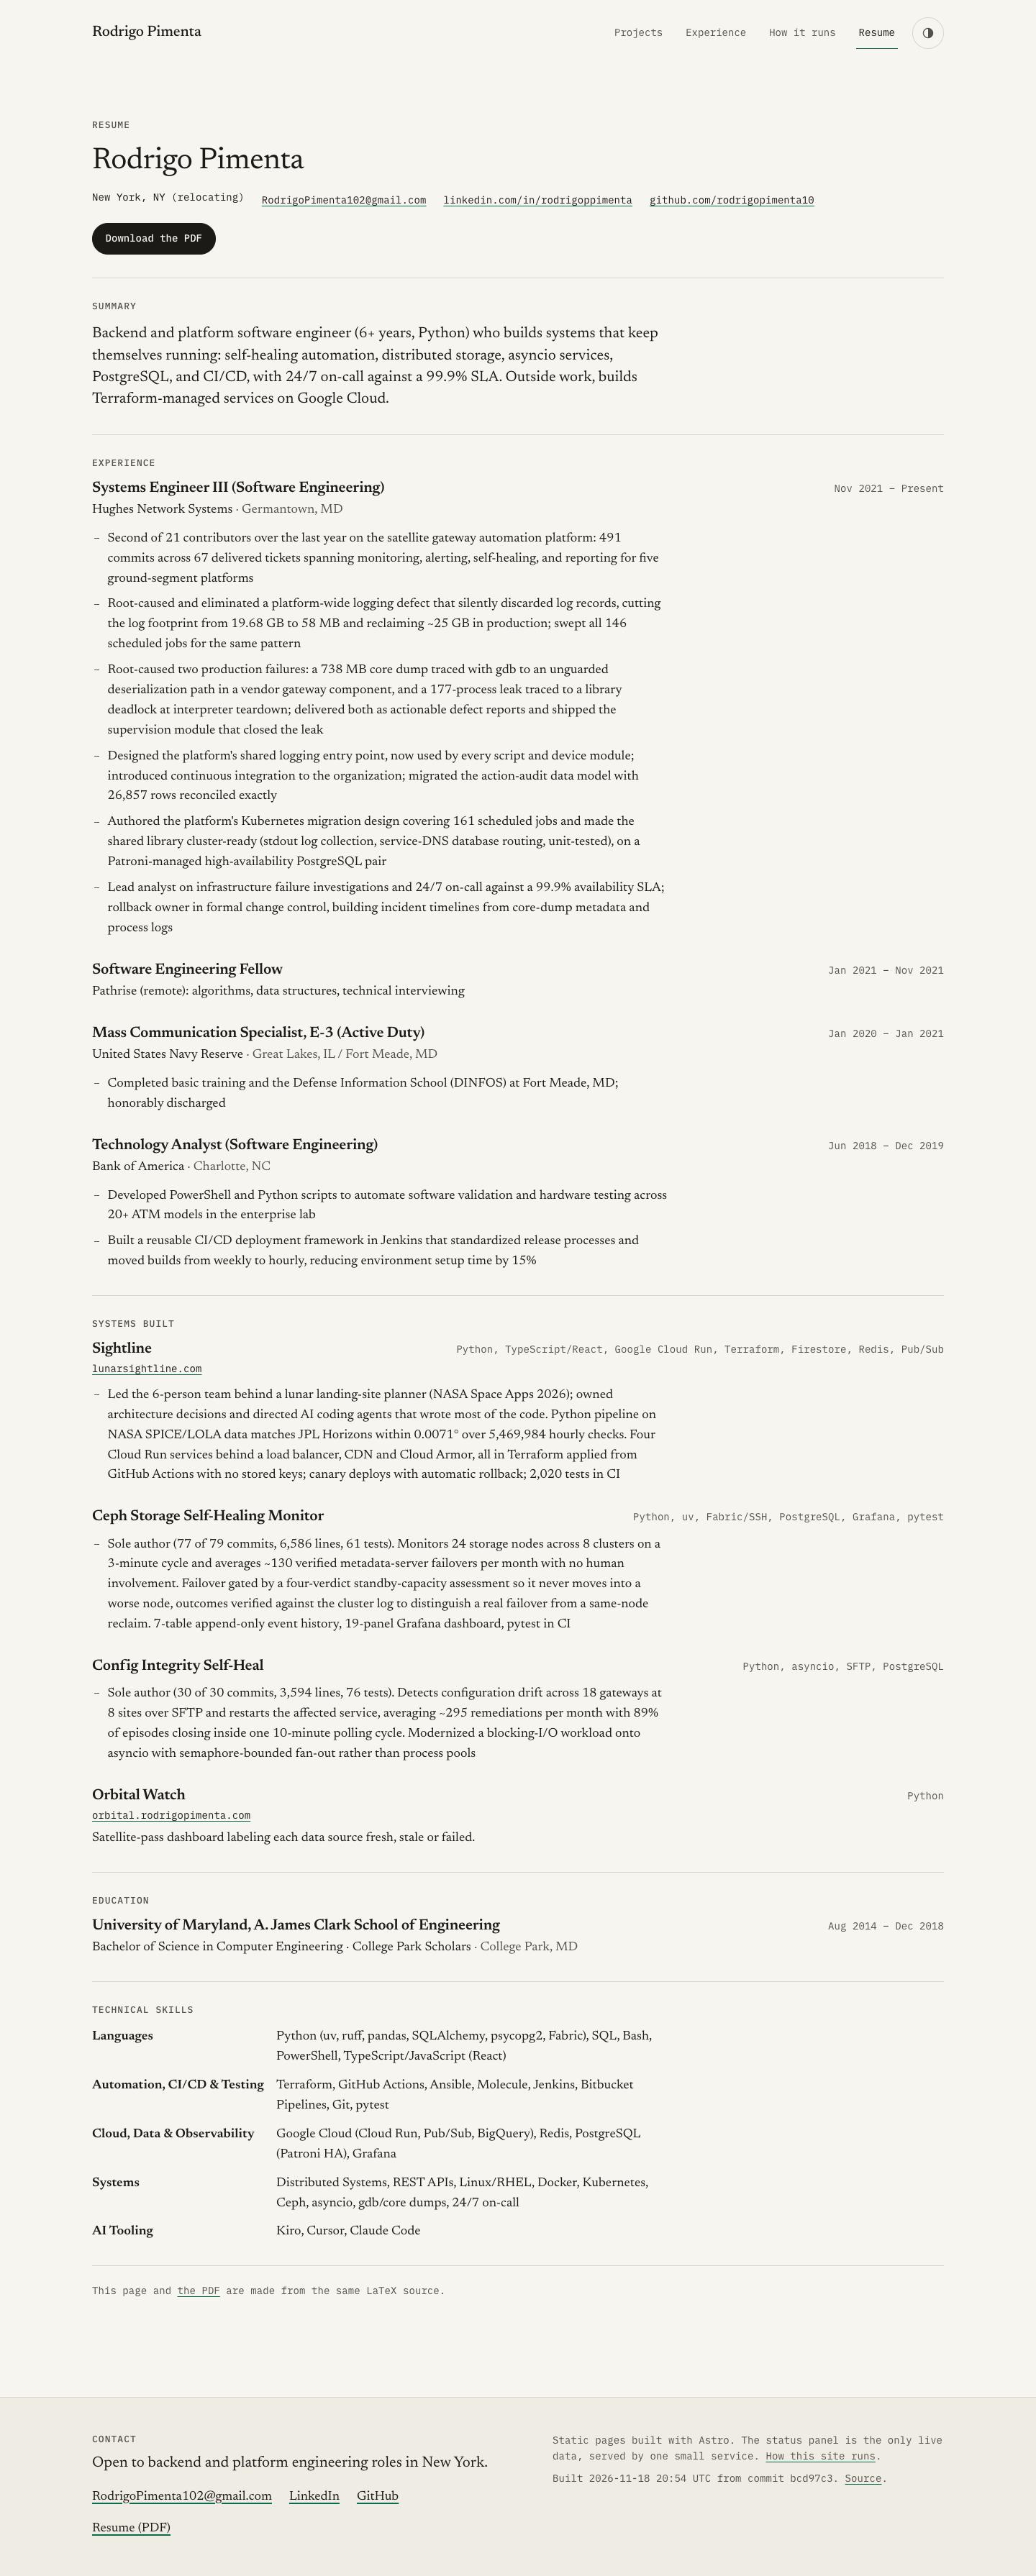 Rodrigo Pimenta
Projects Experience How it runs Resume
RESUME
Rodrigo Pimenta
New York, NY (relocating) RodrigoPimenta102@gmail.com linkedin.com/in/rodrigoppimenta github.com/rodrigopimenta10
Download the PDF
SUMMARY
Backend and platform software engineer (6+ years, Python) who builds systems that keep
themselves running: self-healing automation, distributed storage, asyncio services,
PostgreSQL, and CI/CD, with 24/7 on-call against a 99.9% SLA. Outside work, builds
Terraform-managed services on Google Cloud.
EXPERIENCE
Systems Engineer III (Software Engineering) Nov 2021 – Present
Hughes Network Systems · Germantown, MD
– Second of 21 contributors over the last year on the satellite gateway automation platform: 491
commits across 67 delivered tickets spanning monitoring, alerting, self-healing, and reporting for five
ground-segment platforms
– Root-caused and eliminated a platform-wide logging defect that silently discarded log records, cutting
the log footprint from 19.68 GB to 58 MB and reclaiming ~25 GB in production; swept all 146
scheduled jobs for the same pattern
– Root-caused two production failures: a 738 MB core dump traced with gdb to an unguarded
deserialization path in a vendor gateway component, and a 177-process leak traced to a library
deadlock at interpreter teardown; delivered both as actionable defect reports and shipped the
supervision module that closed the leak
– Designed the platform's shared logging entry point, now used by every script and device module;
introduced continuous integration to the organization; migrated the action-audit data model with
26,857 rows reconciled exactly
– Authored the platform's Kubernetes migration design covering 161 scheduled jobs and made the
shared library cluster-ready (stdout log collection, service-DNS database routing, unit-tested), on a
Patroni-managed high-availability PostgreSQL pair
– Lead analyst on infrastructure failure investigations and 24/7 on-call against a 99.9% availability SLA;
rollback owner in formal change control, building incident timelines from core-dump metadata and
process logs
Software Engineering Fellow Jan 2021 – Nov 2021
Pathrise (remote): algorithms, data structures, technical interviewing
Mass Communication Specialist, E-3 (Active Duty) Jan 2020 – Jan 2021
United States Navy Reserve · Great Lakes, IL / Fort Meade, MD
– Completed basic training and the Defense Information School (DINFOS) at Fort Meade, MD;
honorably discharged
Technology Analyst (Software Engineering) Jun 2018 – Dec 2019
Bank of America · Charlotte, NC
– Developed PowerShell and Python scripts to automate software validation and hardware testing across
20+ ATM models in the enterprise lab
– Built a reusable CI/CD deployment framework in Jenkins that standardized release processes and
moved builds from weekly to hourly, reducing environment setup time by 15%
SYSTEMS BUILT
Sightline Python, TypeScript/React, Google Cloud Run, Terraform, Firestore, Redis, Pub/Sub
lunarsightline.com
– Led the 6-person team behind a lunar landing-site planner (NASA Space Apps 2026); owned
architecture decisions and directed AI coding agents that wrote most of the code. Python pipeline on
NASA SPICE/LOLA data matches JPL Horizons within 0.0071° over 5,469,984 hourly checks. Four
Cloud Run services behind a load balancer, CDN and Cloud Armor, all in Terraform applied from
GitHub Actions with no stored keys; canary deploys with automatic rollback; 2,020 tests in CI
Ceph Storage Self-Healing Monitor Python, uv, Fabric/SSH, PostgreSQL, Grafana, pytest
– Sole author (77 of 79 commits, 6,586 lines, 61 tests). Monitors 24 storage nodes across 8 clusters on a
3-minute cycle and averages ~130 verified metadata-server failovers per month with no human
involvement. Failover gated by a four-verdict standby-capacity assessment so it never moves into a
worse node, outcomes verified against the cluster log to distinguish a real failover from a same-node
reclaim. 7-table append-only event history, 19-panel Grafana dashboard, pytest in CI
Config Integrity Self-Heal Python, asyncio, SFTP, PostgreSQL
– Sole author (30 of 30 commits, 3,594 lines, 76 tests). Detects configuration drift across 18 gateways at
8 sites over SFTP and restarts the affected service, averaging ~295 remediations per month with 89%
of episodes closing inside one 10-minute polling cycle. Modernized a blocking-I/O workload onto
asyncio with semaphore-bounded fan-out rather than process pools
Orbital Watch Python
orbital.rodrigopimenta.com
Satellite-pass dashboard labeling each data source fresh, stale or failed.
EDUCATION
University of Maryland, A. James Clark School of Engineering Aug 2014 – Dec 2018
Bachelor of Science in Computer Engineering · College Park Scholars · College Park, MD
TECHNICAL SKILLS
Languages Python (uv, ruff, pandas, SQLAlchemy, psycopg2, Fabric), SQL, Bash,
PowerShell, TypeScript/JavaScript (React)
Automation, CI/CD & Testing Terraform, GitHub Actions, Ansible, Molecule, Jenkins, Bitbucket
Pipelines, Git, pytest
Cloud, Data & Observability Google Cloud (Cloud Run, Pub/Sub, BigQuery), Redis, PostgreSQL
(Patroni HA), Grafana
Systems Distributed Systems, REST APIs, Linux/RHEL, Docker, Kubernetes,
Ceph, asyncio, gdb/core dumps, 24/7 on-call
AI Tooling Kiro, Cursor, Claude Code
This page and the PDF are made from the same LaTeX source.
CONTACT
Open to backend and platform engineering roles in New York.
RodrigoPimenta102@gmail.com LinkedIn GitHub
Resume (PDF)
Static pages built with Astro. The status panel is the only live
data, served by one small service. How this site runs.
Built 2026-11-18 20:54 UTC from commit bcd97c3. Source.